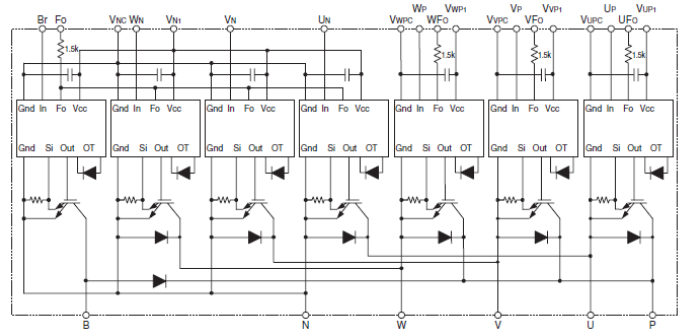 WP VWP1 VP VVP1 UP VUP1
Br FO VNC WN VN1 VN UN VWPC WFO VVPC VFO VUPC UFO
1.5k 1.5k 1.5k 1.5k
Gnd In Fo Vcc Gnd In Fo Vcc Gnd In Fo Vcc Gnd In Fo Vcc Gnd In Fo Vcc Gnd In Fo Vcc Gnd In Fo Vcc
Gnd Si Out OT Gnd Si Out OT Gnd Si Out OT Gnd Si Out OT Gnd Si Out OT Gnd Si Out OT Gnd Si Out OT
B N W V U P